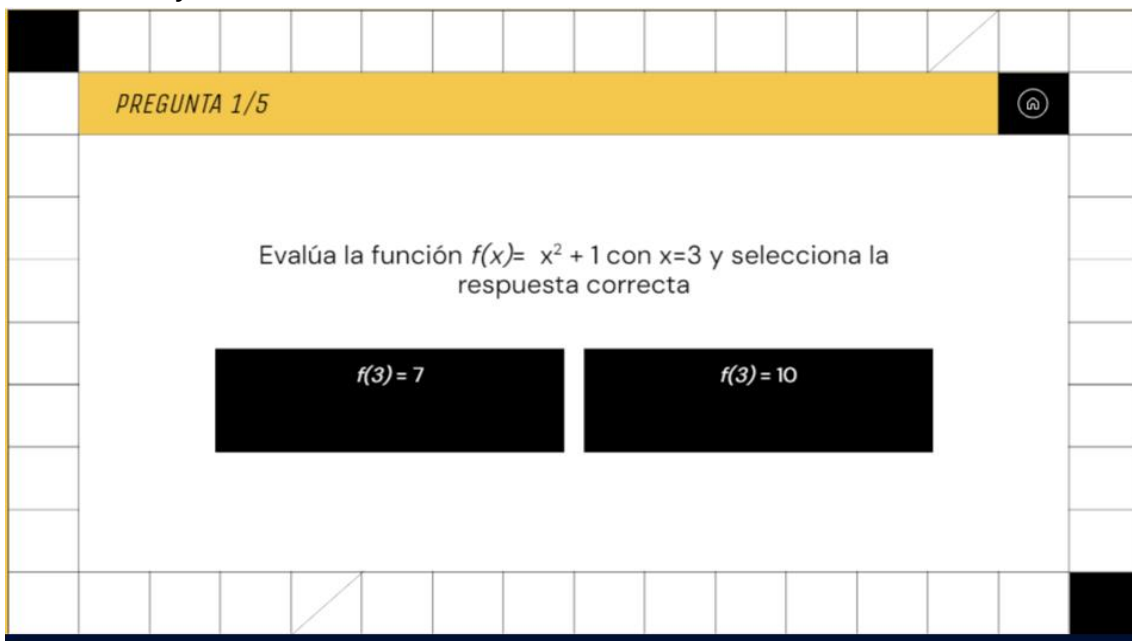 PREGUNTA 1/5
Evalúa la función f(x)= x² + 1 con x=3 y selecciona la
respuesta correcta
f(3) = 7
f(3) = 10